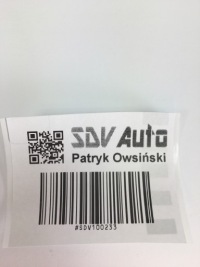 SDV Auto
Patryk Owsiński
#SDV100233